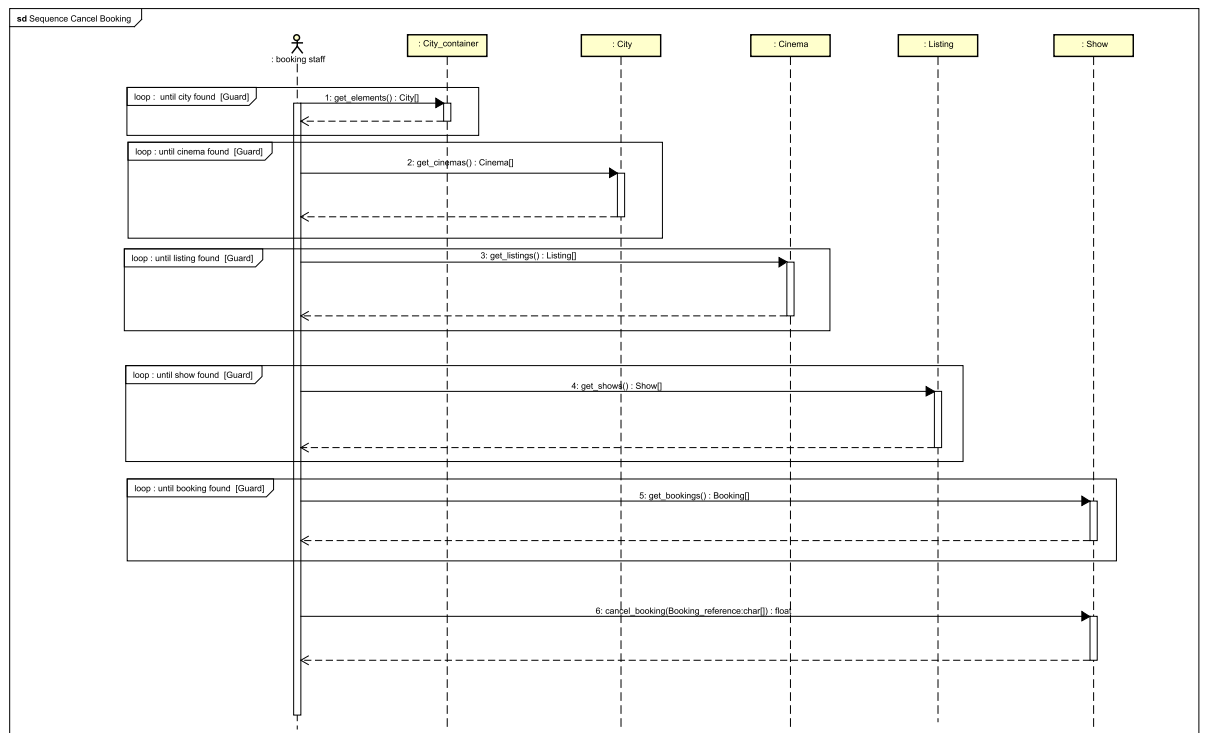 sd Sequence Cancel Booking
: booking staff
: City_container
: City
: Cinema
: Listing
: Show
loop : until city found [Guard]
1: get_elements() : City[]
loop : until cinema found [Guard]
2: get_cinemas() : Cinema[]
loop : until listing found [Guard]
3: get_listings() : Listing[]
loop : until show found [Guard]
4: get_shows() : Show[]
loop : until booking found [Guard]
5: get_bookings() : Booking[]
6: cancel_booking(Booking_reference:char[]) : float